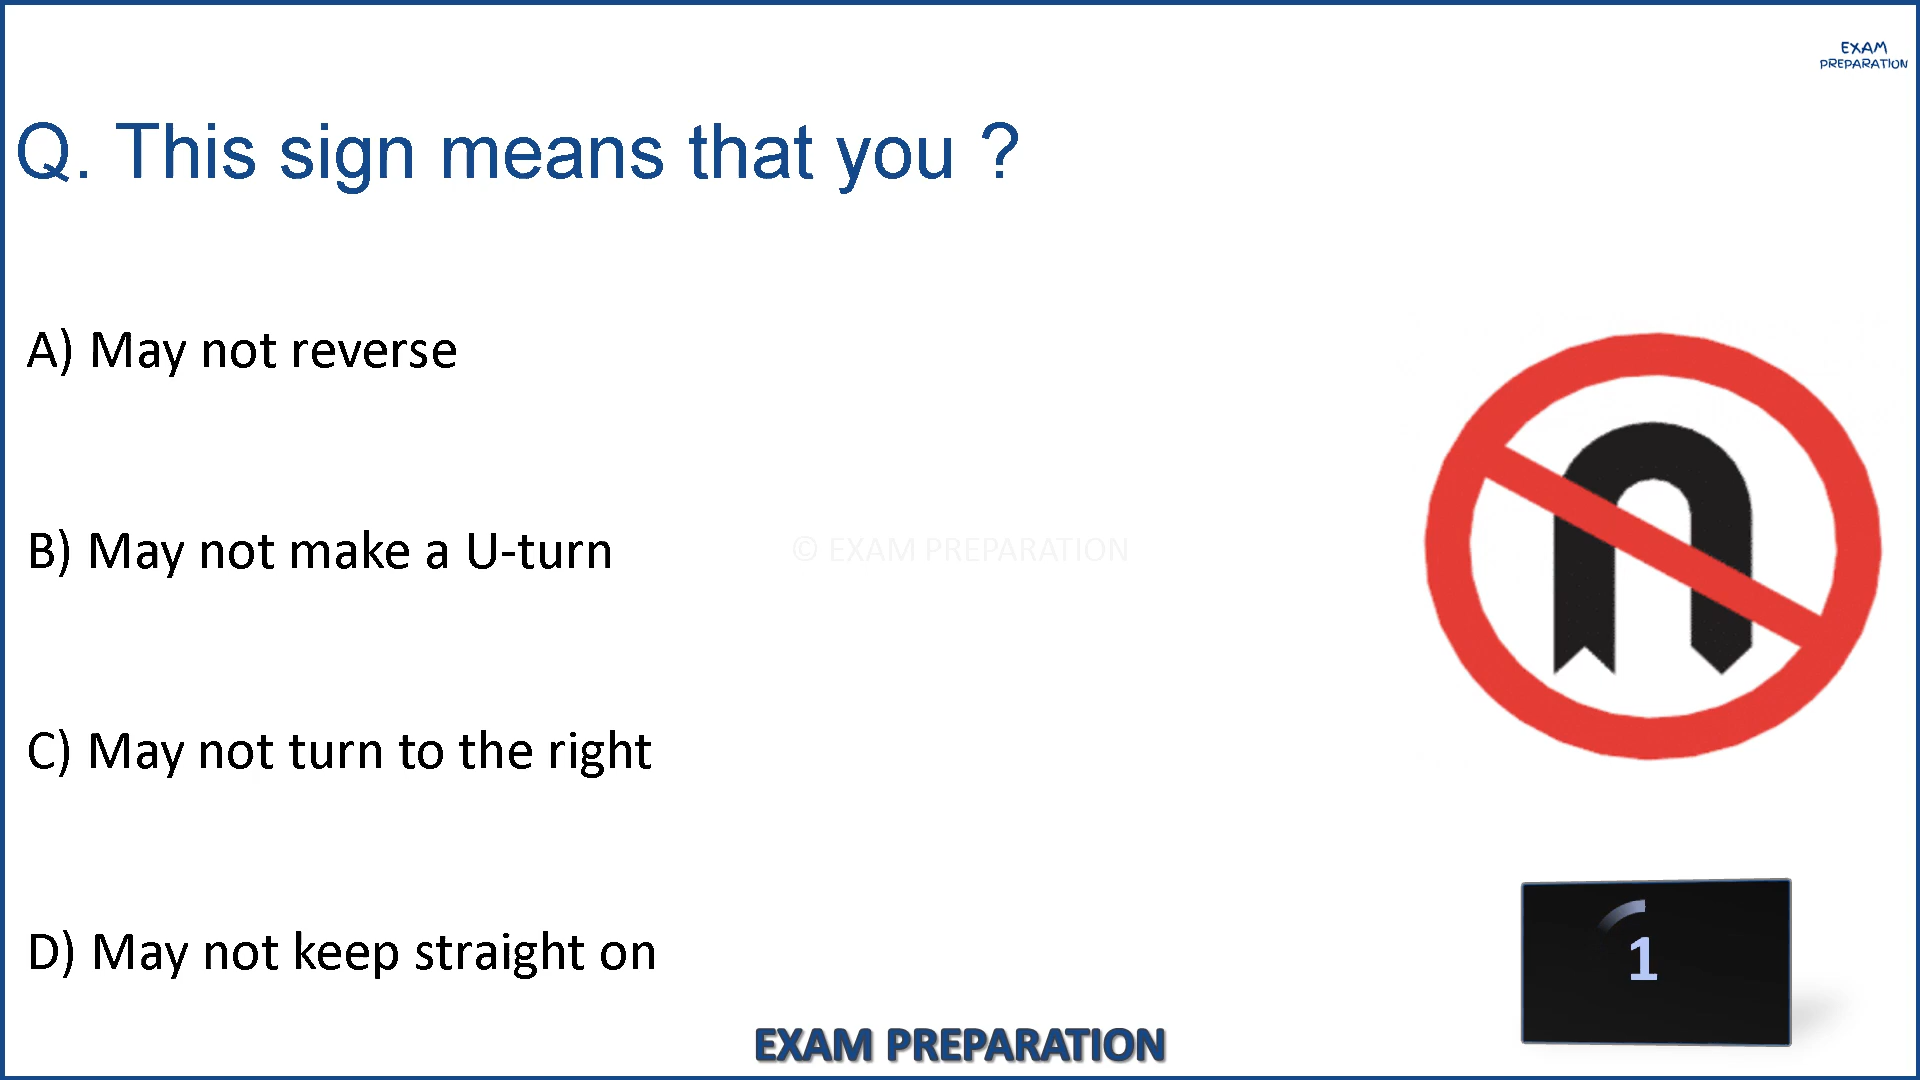 EXAM
PREPARATION
Q. This sign means that you ?
A) May not reverse
B) May not make a U-turn
© EXAM PREPARATION
C) May not turn to the right
D) May not keep straight on
1
EXAM PREPARATION